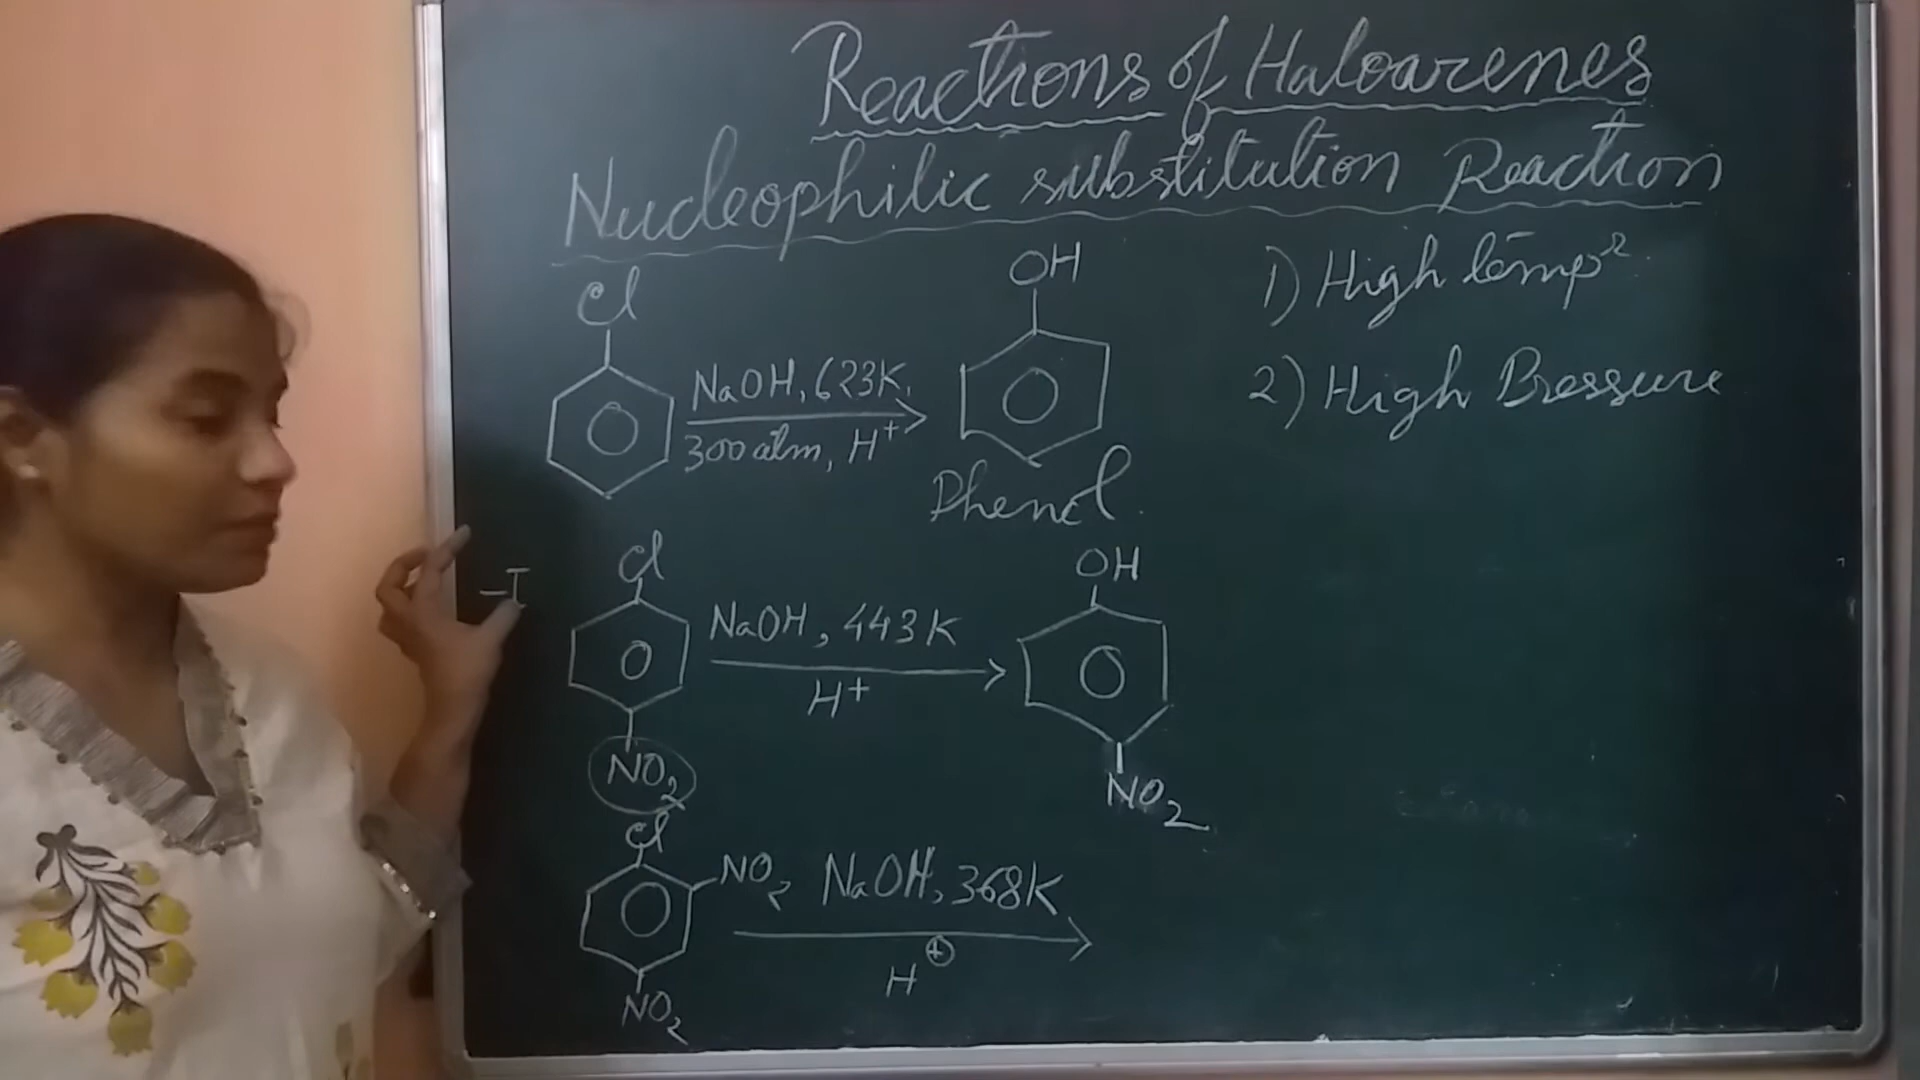 Reactions of Haloarenes
Nucleophilic substitution Reaction
1) High tempr
2) High Pressure
Cl
NaOH, 623K,
300 atm, H+
OH
Phenol
-I
Cl
NaOH, 443K
H+
NO2
OH
NO2
Cl
NO2
NaOH, 368K
H⊕
NO2